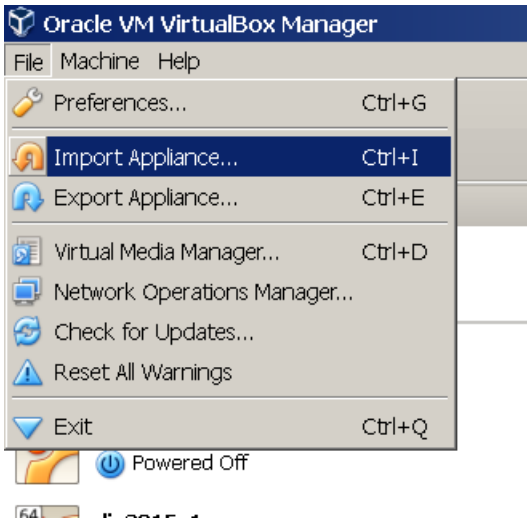 Oracle VM VirtualBox Manager
File Machine Help
Preferences... Ctrl+G
Import Appliance... Ctrl+I
Export Appliance... Ctrl+E
Virtual Media Manager... Ctrl+D
Network Operations Manager...
Check for Updates...
Reset All Warnings
Exit Ctrl+Q
Powered Off
64